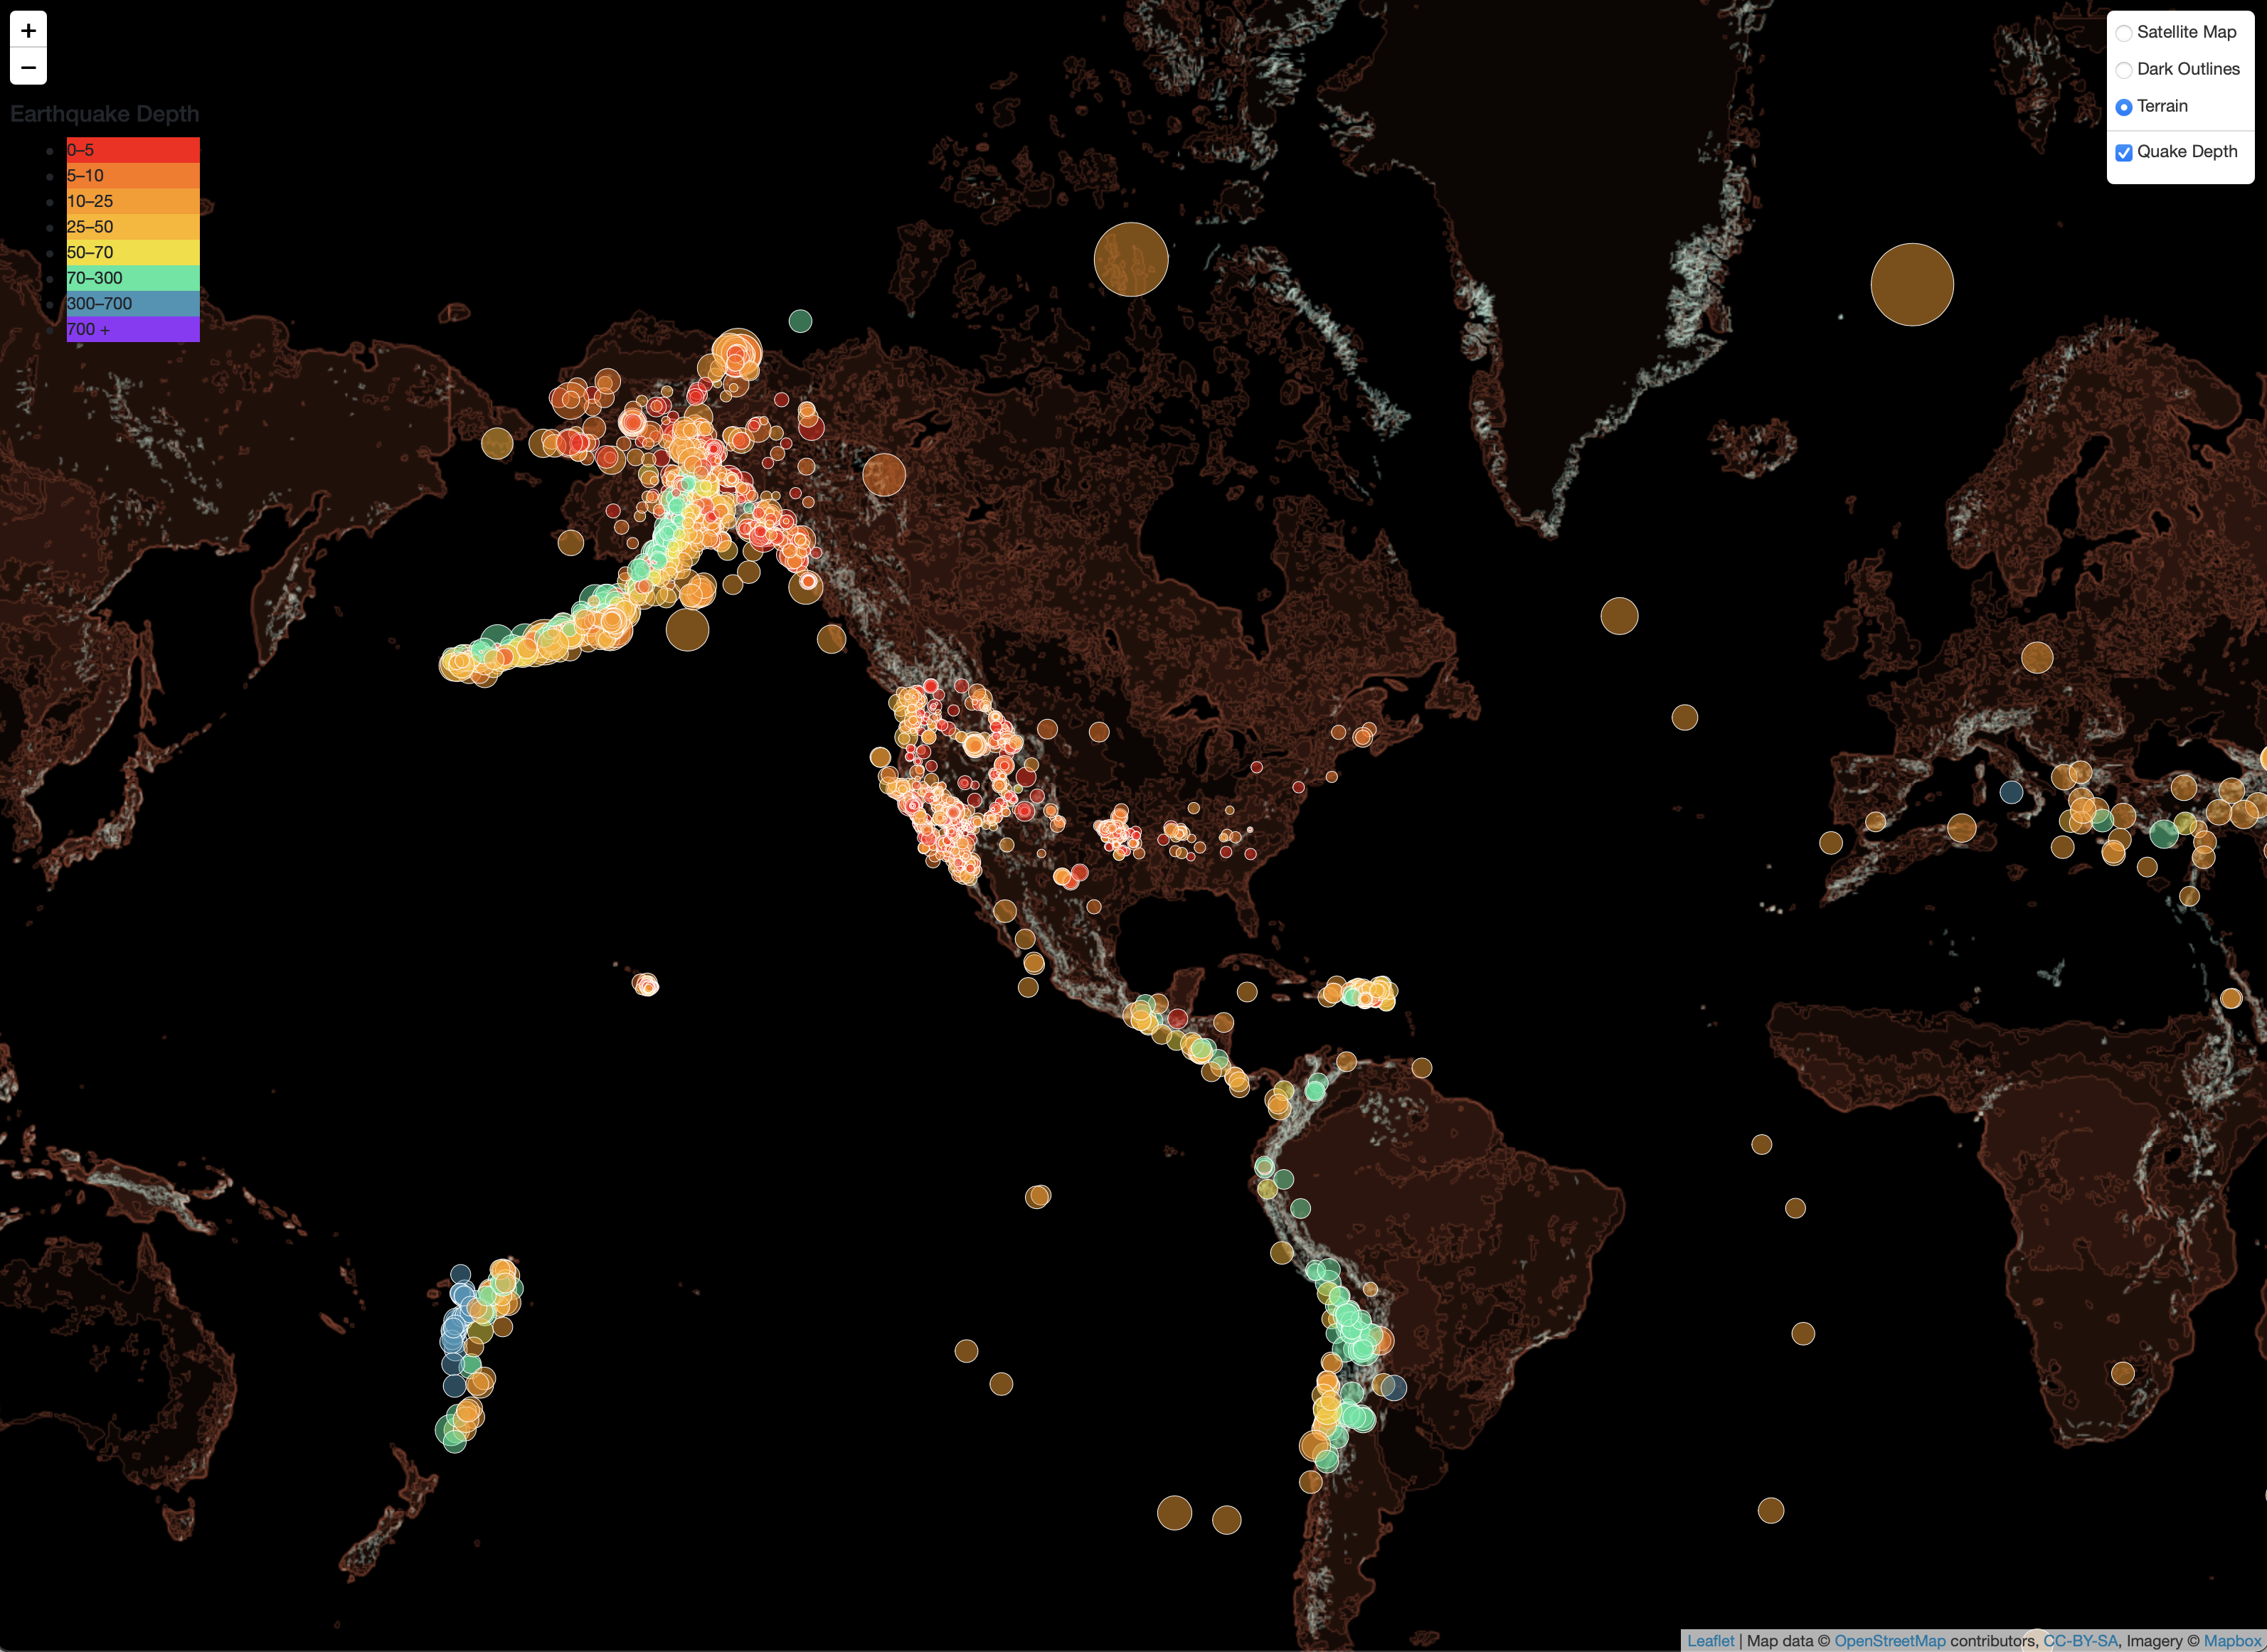 +
−
Earthquake Depth
0–5
5–10
10–25
25–50
50–70
70–300
300–700
700 +
Satellite Map
Dark Outlines
Terrain
Quake Depth
Leaflet | Map data © OpenStreetMap contributors, CC-BY-SA, Imagery © Mapbox